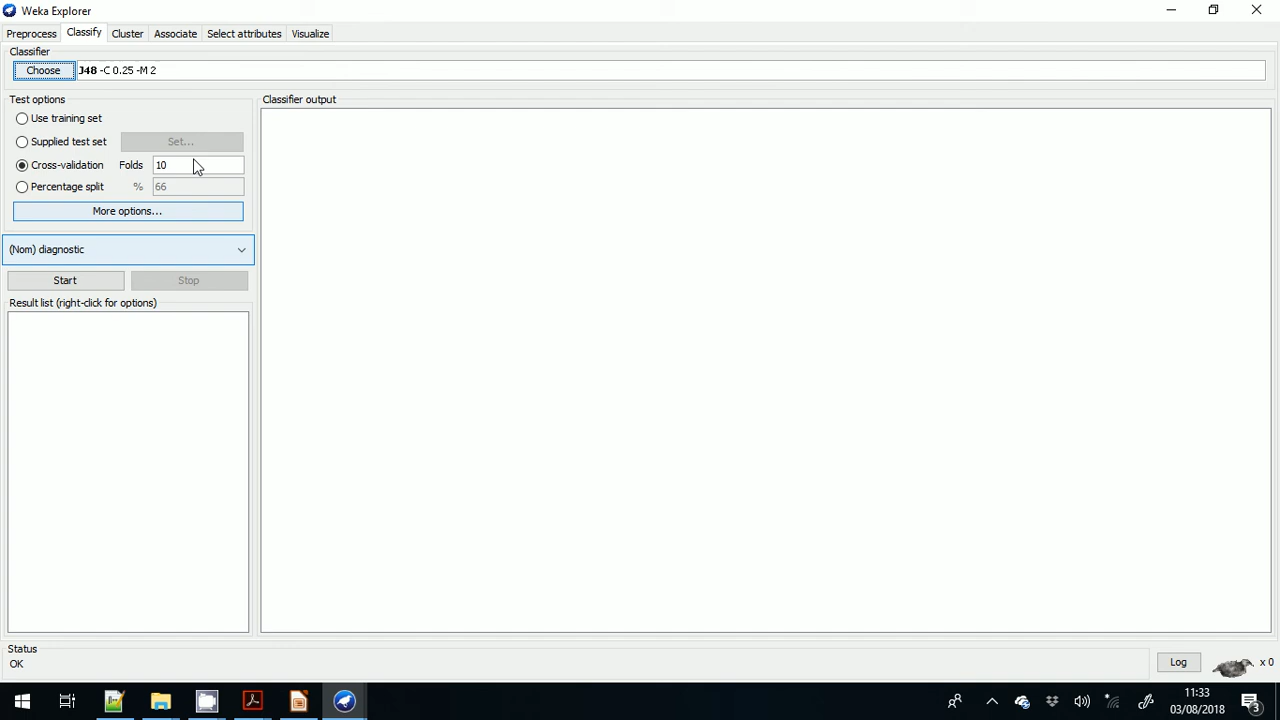 Weka Explorer
Preprocess Classify Cluster Associate Select attributes Visualize
Classifier
Choose J48 -C 0.25 -M 2
Test options
Use training set
Supplied test set Set...
Cross-validation Folds 10
Percentage split % 66
More options...
(Nom) diagnostic
Start Stop
Result list (right-click for options)
Classifier output
Status
OK
Log x 0
11:33
03/08/2018
3